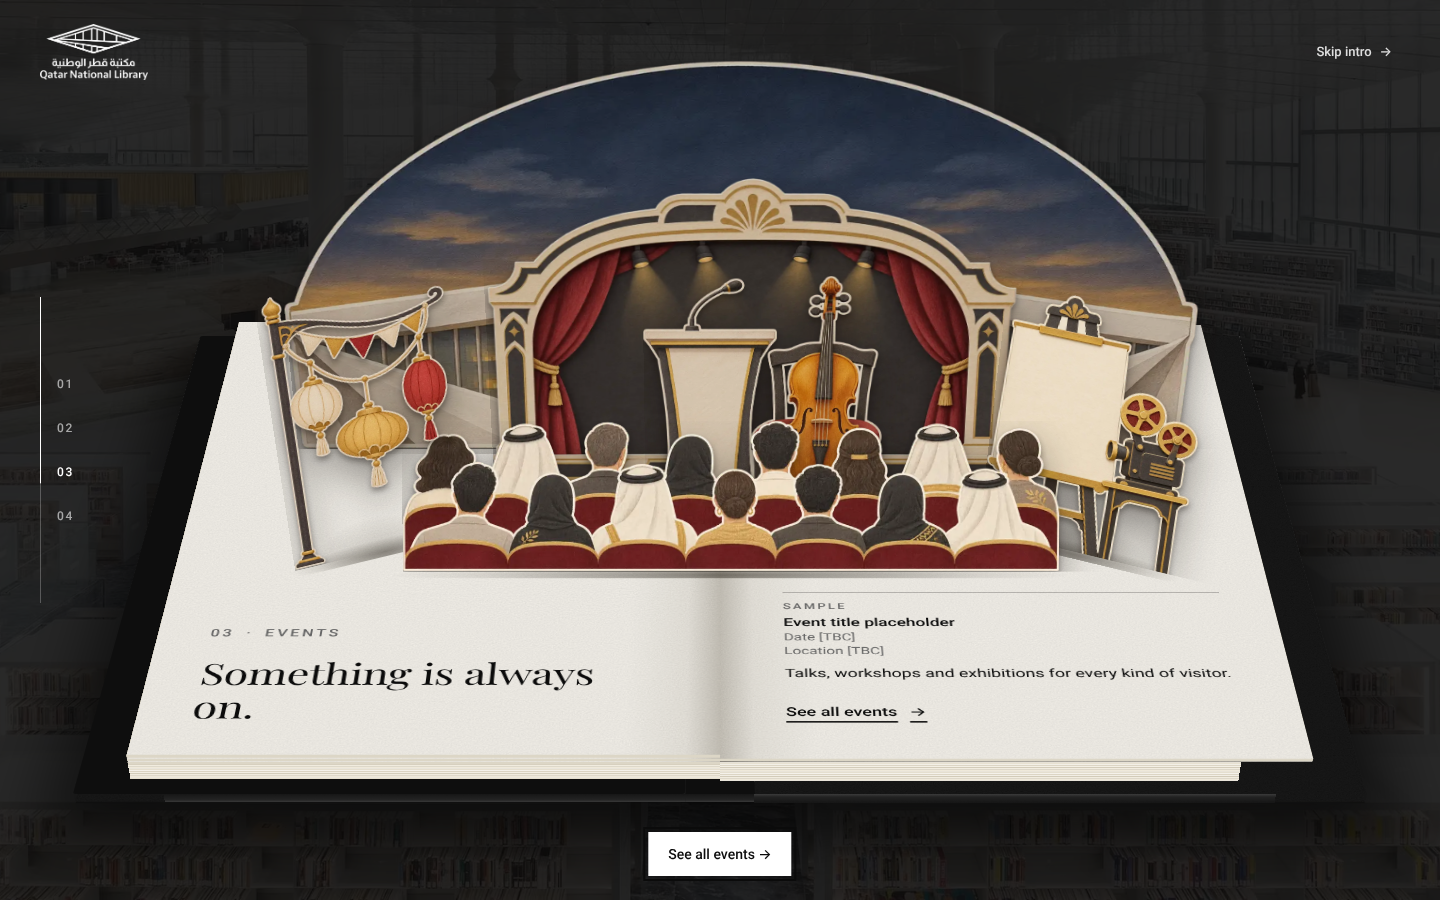 مكتبة قطر الوطنية
Qatar National Library
Skip intro →
01
02
03
04
03 · EVENTS
Something is always
on.
SAMPLE
Event title placeholder
Date [TBC]
Location [TBC]
Talks, workshops and exhibitions for every kind of visitor.
See all events →
See all events →